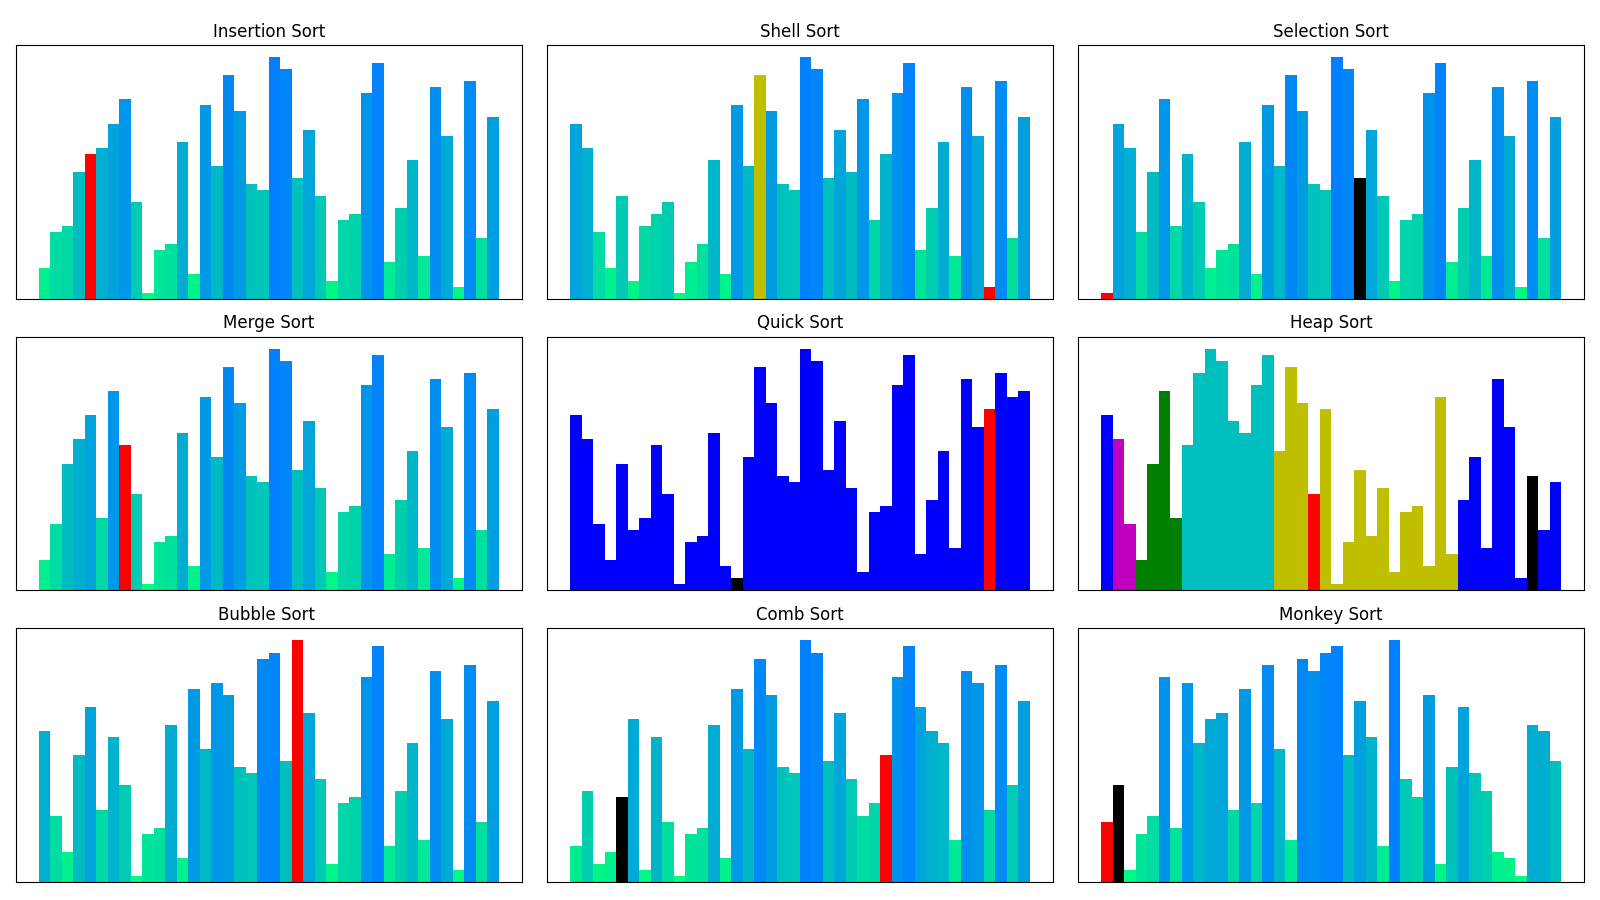 Insertion Sort
Shell Sort
Selection Sort
Merge Sort
Quick Sort
Heap Sort
Bubble Sort
Comb Sort
Monkey Sort